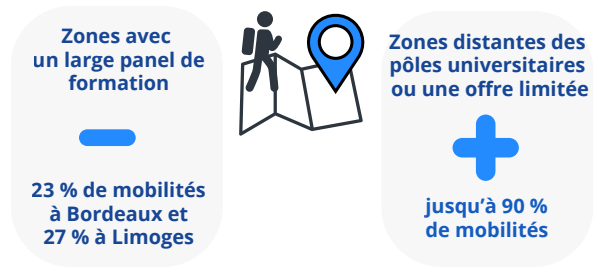 Zones avec
un large panel de
formation
23 % de mobilités
à Bordeaux et
27 % à Limoges
Zones distantes des
pôles universitaires
ou une offre limitée
jusqu'à 90 %
de mobilités